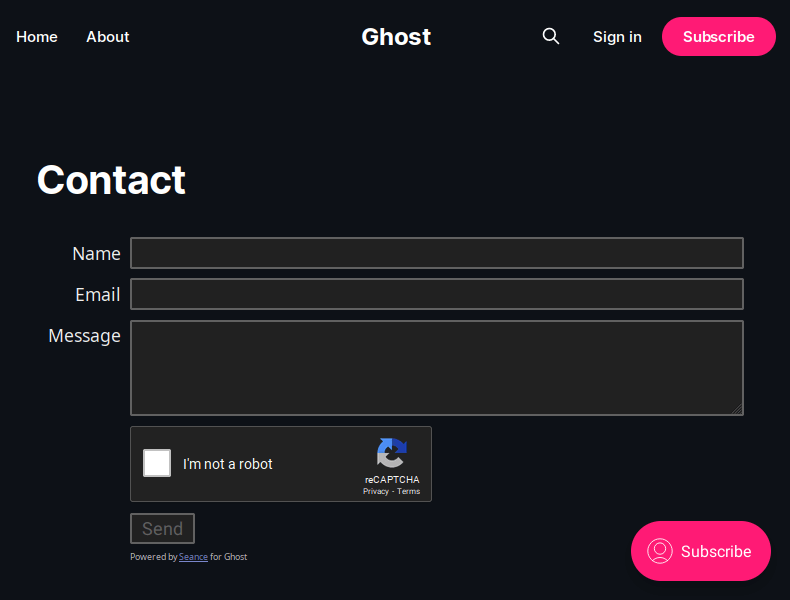 Home About Ghost Sign in Subscribe
Contact
Name
Email
Message
I'm not a robot
reCAPTCHA
Privacy - Terms
Send
Powered by Seance for Ghost
Subscribe